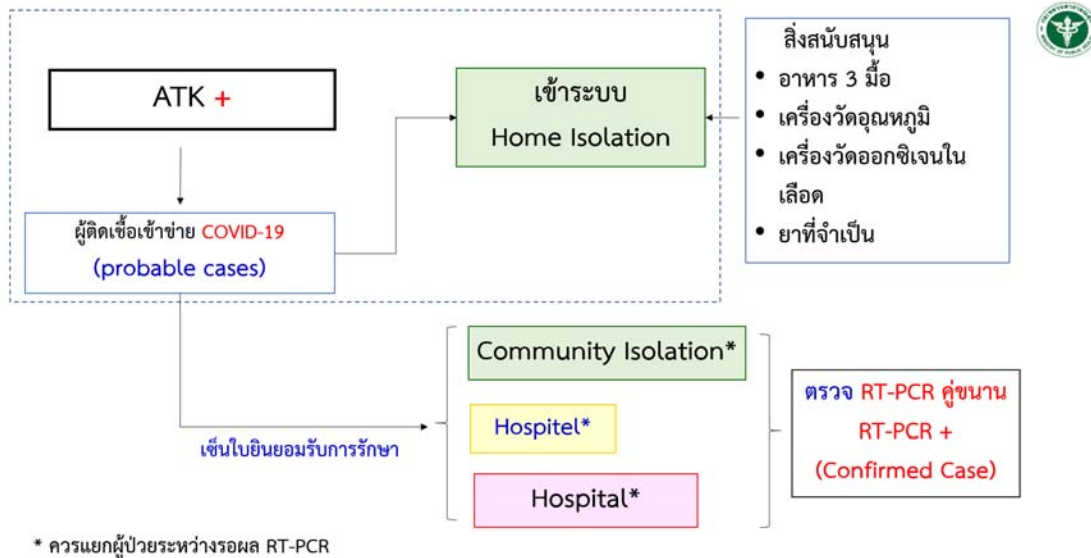 ATK +
ผู้ติดเชื้อเข้าข่าย COVID-19
(probable cases)
เข้าระบบ
Home Isolation
สิ่งสนับสนุน
• อาหาร 3 มื้อ
• เครื่องวัดอุณหภูมิ
• เครื่องวัดออกซิเจนใน
เลือด
• ยาที่จำเป็น
เซ็นใบยินยอมรับการรักษา
Community Isolation*
Hospitel*
Hospital*
ตรวจ RT-PCR คู่ขนาน
RT-PCR +
(Confirmed Case)
* ควรแยกผู้ป่วยระหว่างรอผล RT-PCR